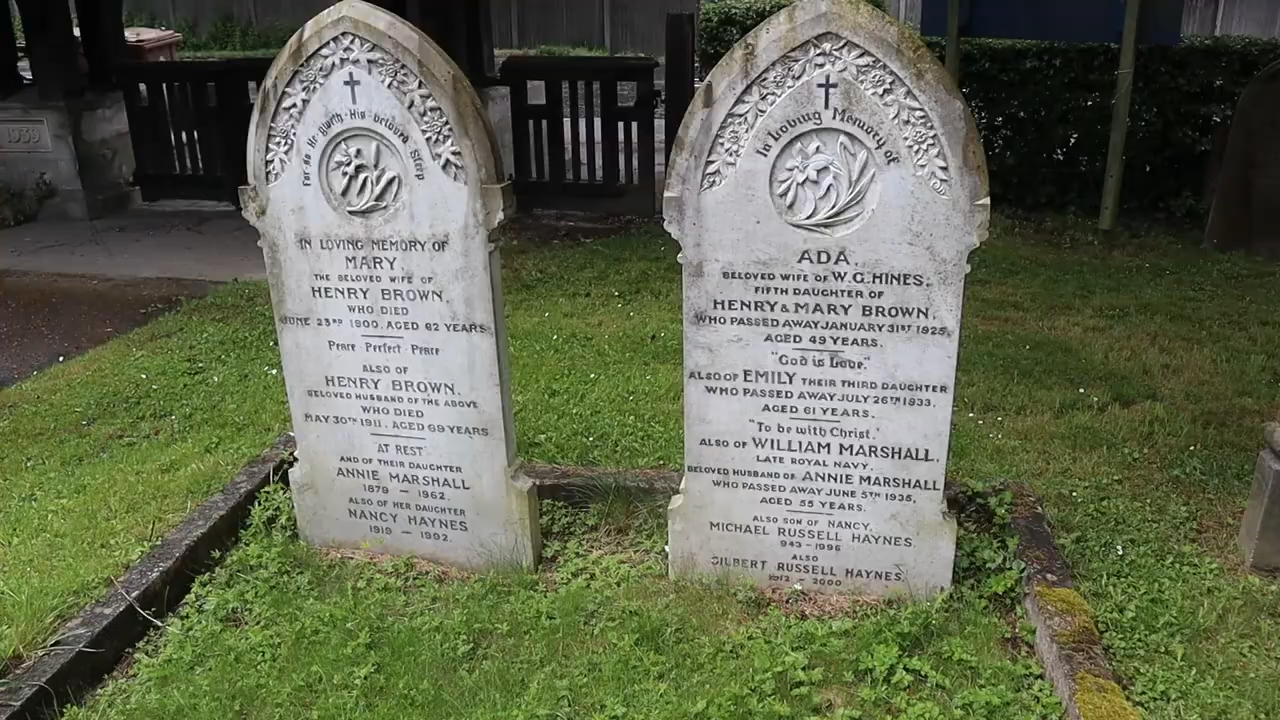 1939
For so He giveth His beloved Sleep
IN LOVING MEMORY OF
MARY,
THE BELOVED WIFE OF
HENRY BROWN,
WHO DIED
JUNE 23RD 1900, AGED 62 YEARS.
Peace Perfect Peace
ALSO OF
HENRY BROWN,
BELOVED HUSBAND OF THE ABOVE
WHO DIED
MAY 30TH 1911, AGED 69 YEARS.
"AT REST"
AND OF THEIR DAUGHTER
ANNIE MARSHALL
1879 - 1962.
ALSO OF HER DAUGHTER
NANCY HAYNES
1919 - 1992.
In Loving Memory of
ADA,
BELOVED WIFE OF W.G. HINES,
FIFTH DAUGHTER OF
HENRY & MARY BROWN,
WHO PASSED AWAY JANUARY 31ST 1925,
AGED 49 YEARS.
"God is Love."
ALSO OF EMILY THEIR THIRD DAUGHTER
WHO PASSED AWAY JULY 26TH 1933,
AGED 61 YEARS.
"To be with Christ."
ALSO OF WILLIAM MARSHALL,
LATE ROYAL NAVY,
BELOVED HUSBAND OF ANNIE MARSHALL
WHO PASSED AWAY JUNE 5TH 1935,
AGED 55 YEARS.
ALSO SON OF NANCY,
MICHAEL RUSSELL HAYNES,
943 - 1996
ALSO
GILBERT RUSSELL HAYNES,
1912 - 2000